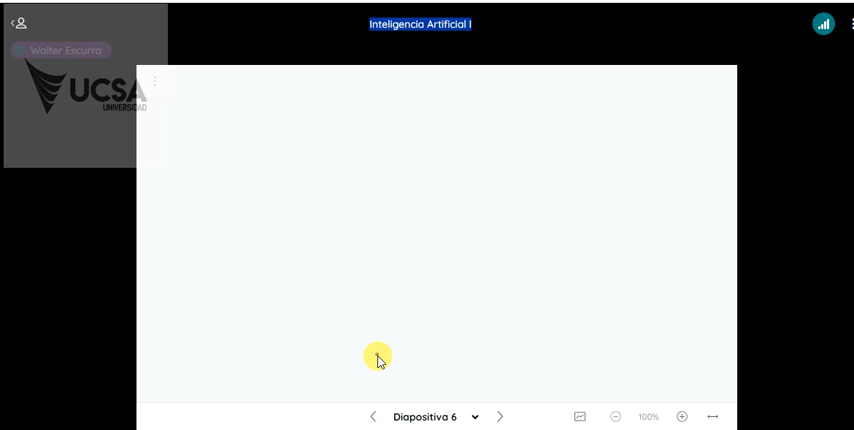 Inteligencia Artificial I
Walter Escurra
UCSA
UNIVERSIDAD
Diapositiva 6
100%